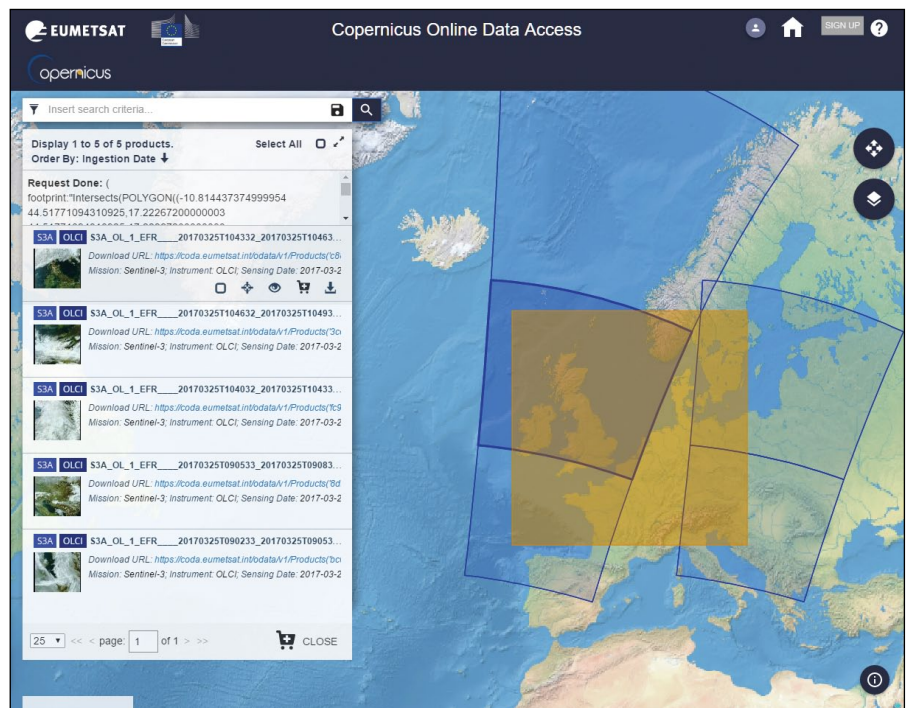 EUMETSAT
Copernicus Online Data Access
SIGN UP
?
opernicus
Insert search criteria...
Display 1 to 5 of 5 products.
Select All
Order By: Ingestion Date
Request Done: (
footprint:"Intersects(POLYGON((-10.814437374999954
44.51771094310925,17.22267200000003
S3A OLCI S3A_OL_1_EFR____20170325T104332_20170325T10463...
Download URL: https://coda.eumetsat.int/odata/v1/Products('c8
Mission: Sentinel-3; Instrument: OLCI; Sensing Date: 2017-03-2
S3A OLCI S3A_OL_1_EFR____20170325T104632_20170325T10493...
Download URL: https://coda.eumetsat.int/odata/v1/Products('3c
Mission: Sentinel-3; Instrument: OLCI; Sensing Date: 2017-03-2
S3A OLCI S3A_OL_1_EFR____20170325T104032_20170325T10433...
Download URL: https://coda.eumetsat.int/odata/v1/Products('fc9
Mission: Sentinel-3; Instrument: OLCI; Sensing Date: 2017-03-2
S3A OLCI S3A_OL_1_EFR____20170325T090533_20170325T09083...
Download URL: https://coda.eumetsat.int/odata/v1/Products('8d
Mission: Sentinel-3; Instrument: OLCI; Sensing Date: 2017-03-2
S3A OLCI S3A_OL_1_EFR____20170325T090233_20170325T09053...
Download URL: https://coda.eumetsat.int/odata/v1/Products('bc
Mission: Sentinel-3; Instrument: OLCI; Sensing Date: 2017-03-2
25 << < page: 1 of 1 > >>
CLOSE